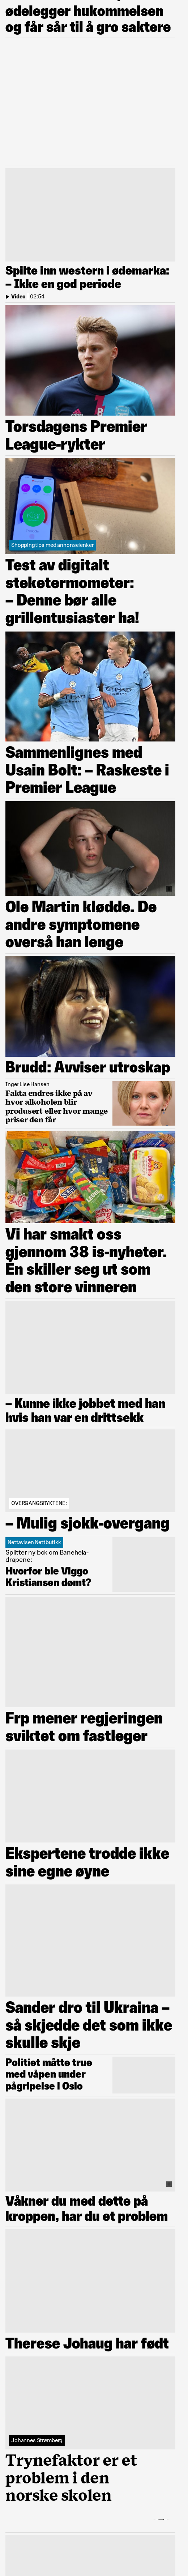 ødelegger hukommelsen
og får sår til å gro saktere
Spilte inn western i ødemarka:
– Ikke en god periode
Video | 02:54
Torsdagens Premier
League-rykter
Shoppingtips med annonselenker
Test av digitalt
steketermometer:
– Denne bør alle
grillentusiaster ha!
Sammenlignes med
Usain Bolt: – Raskeste i
Premier League
Ole Martin klødde. De
andre symptomene
overså han lenge
Brudd: Avviser utroskap
Inger Lise Hansen
Fakta endres ikke på av
hvor alkoholen blir
produsert eller hvor mange
priser den får
Vi har smakt oss
gjennom 38 is-nyheter.
Én skiller seg ut som
den store vinneren
– Kunne ikke jobbet med han
hvis han var en drittsekk
OVERGANGSRYKTENE:
– Mulig sjokk-overgang
Nettavisen Nettbutikk
Splitter ny bok om Baneheia-
drapene:
Hvorfor ble Viggo
Kristiansen dømt?
Frp mener regjeringen
sviktet om fastleger
Ekspertene trodde ikke
sine egne øyne
Sander dro til Ukraina –
så skjedde det som ikke
skulle skje
Politiet måtte true
med våpen under
pågripelse i Oslo
Våkner du med dette på
kroppen, har du et problem
Therese Johaug har født
Johannes Strømberg
Trynefaktor er et
problem i den
norske skolen